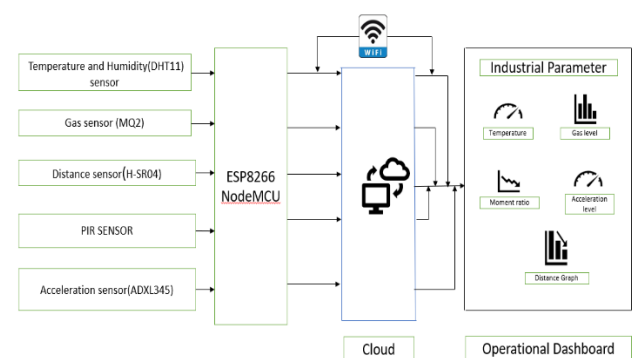 WiFi
Temperature and Humidity(DHT11)
sensor
Gas sensor (MQ2)
Distance sensor(H-SR04)
PIR SENSOR
Acceleration sensor(ADXL345)
ESP8266
NodeMCU
Cloud
Industrial Parameter
Temperature
Gas level
Moment ratio
Acceleration
level
Distance Graph
Operational Dashboard